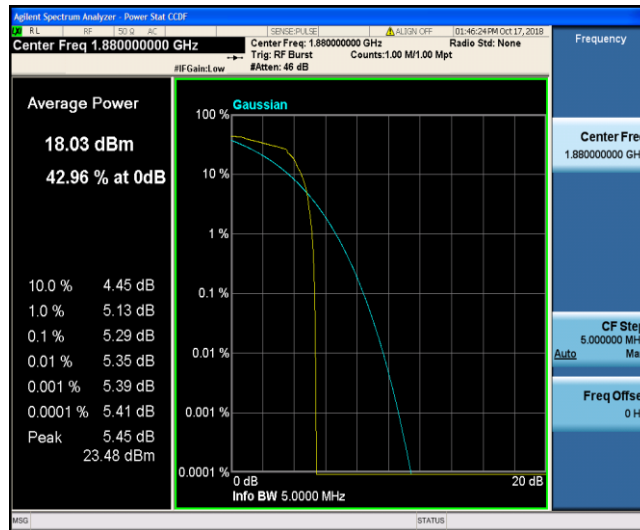 Agilent Spectrum Analyzer - Power Stat CCDF
RL RF 50 Ω AC SENSE:PULSE ALIGN OFF 01:46:24 PM Oct 17, 2018
Center Freq 1.880000000 GHz
Center Freq: 1.880000000 GHz Radio Std: None
Trig: RF Burst Counts:1.00 M/1.00 Mpt
#IFGain:Low #Atten: 46 dB
Frequency
Average Power
18.03 dBm
42.96 % at 0dB
10.0 % 4.45 dB
1.0 % 5.13 dB
0.1 % 5.29 dB
0.01 % 5.35 dB
0.001 % 5.39 dB
0.0001 % 5.41 dB
Peak 5.45 dB
23.48 dBm
Gaussian
100 %
10 %
1 %
0.1 %
0.01 %
0.001 %
0.0001 %
0 dB 20 dB
Info BW 5.0000 MHz
Center Fre
1.880000000 GH
CF Step
5.000000 MH
Auto Ma
Freq Offse
0 H
MSG STATUS